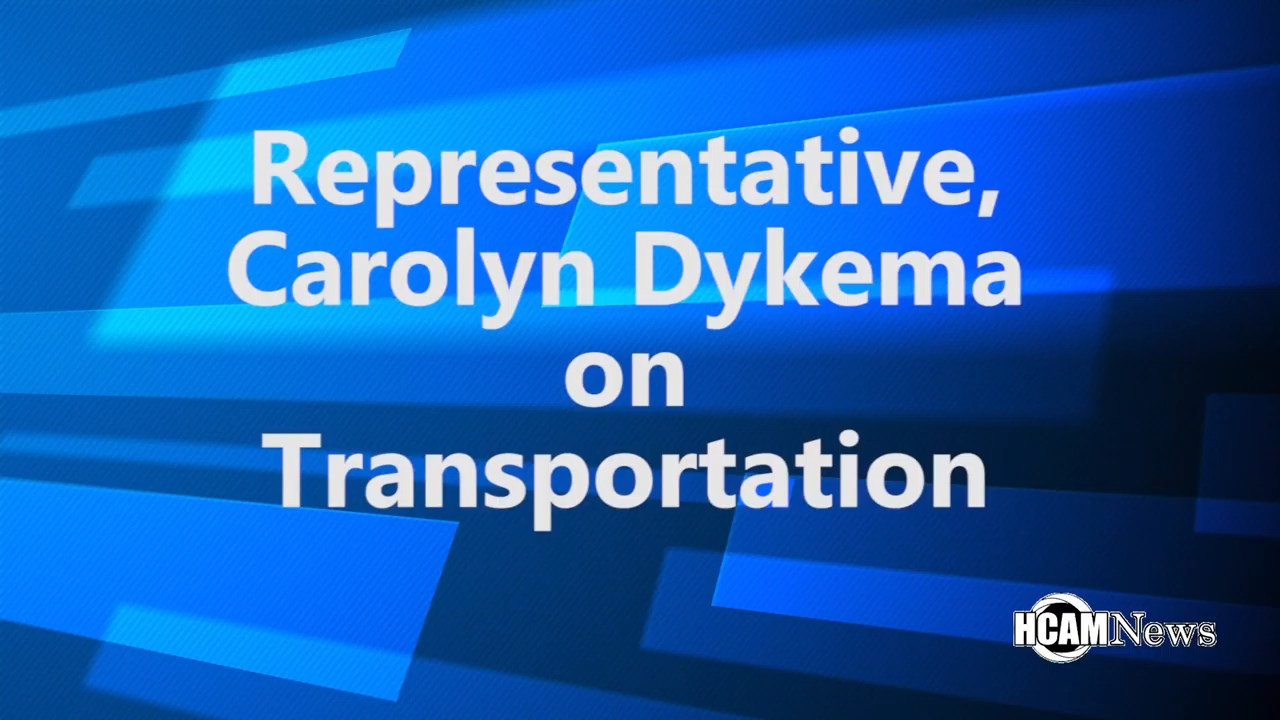 Representative,
Carolyn Dykema
on
Transportation
HCAMNews